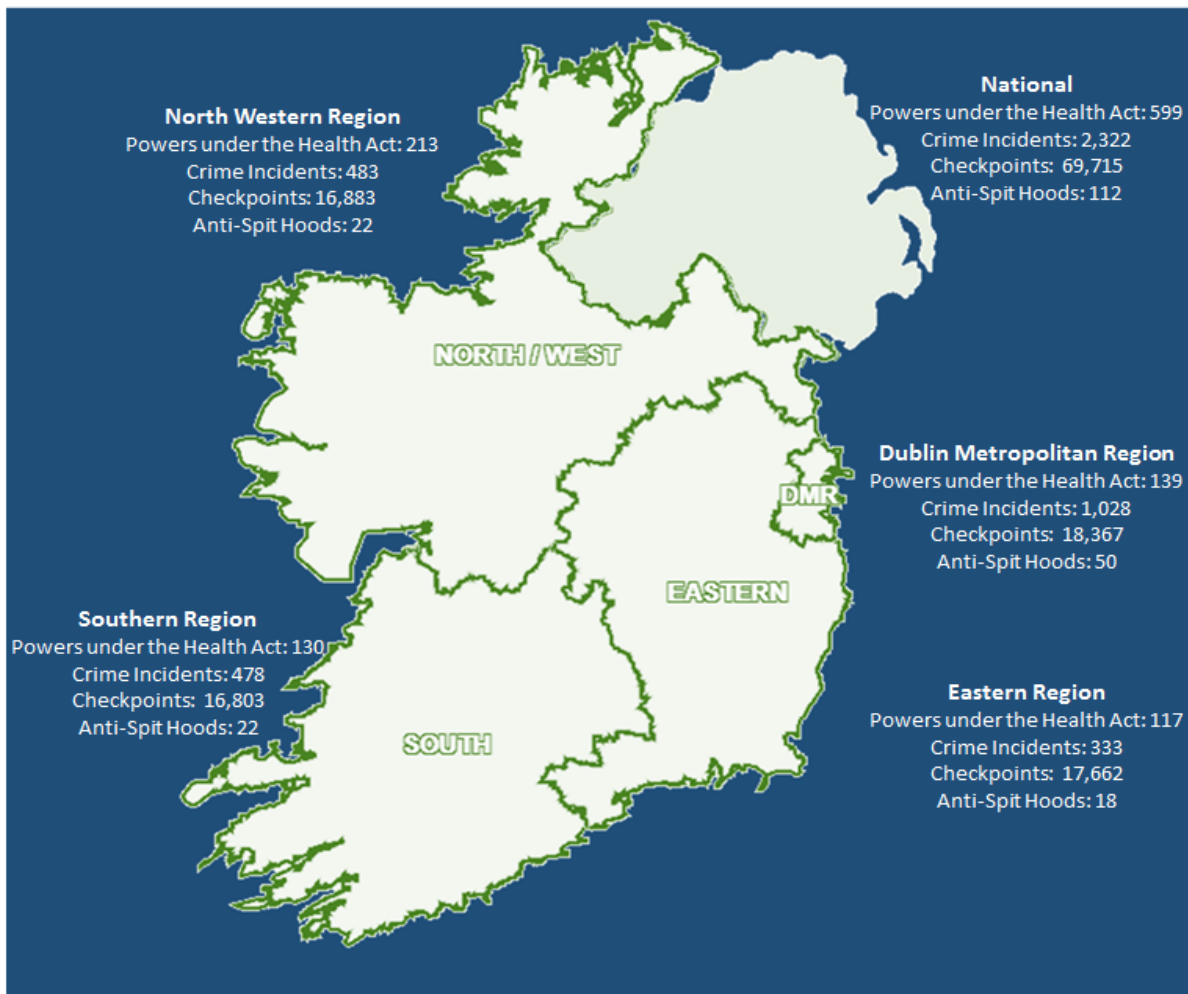 North Western Region
Powers under the Health Act: 213
Crime Incidents: 483
Checkpoints: 16,883
Anti-Spit Hoods: 22
National
Powers under the Health Act: 599
Crime Incidents: 2,322
Checkpoints: 69,715
Anti-Spit Hoods: 112
NORTH / WEST
Dublin Metropolitan Region
Powers under the Health Act: 139
Crime Incidents: 1,028
Checkpoints: 18,367
Anti-Spit Hoods: 50
DMR
EASTERN
Southern Region
Powers under the Health Act: 130
Crime Incidents: 478
Checkpoints: 16,803
Anti-Spit Hoods: 22
SOUTH
Eastern Region
Powers under the Health Act: 117
Crime Incidents: 333
Checkpoints: 17,662
Anti-Spit Hoods: 18